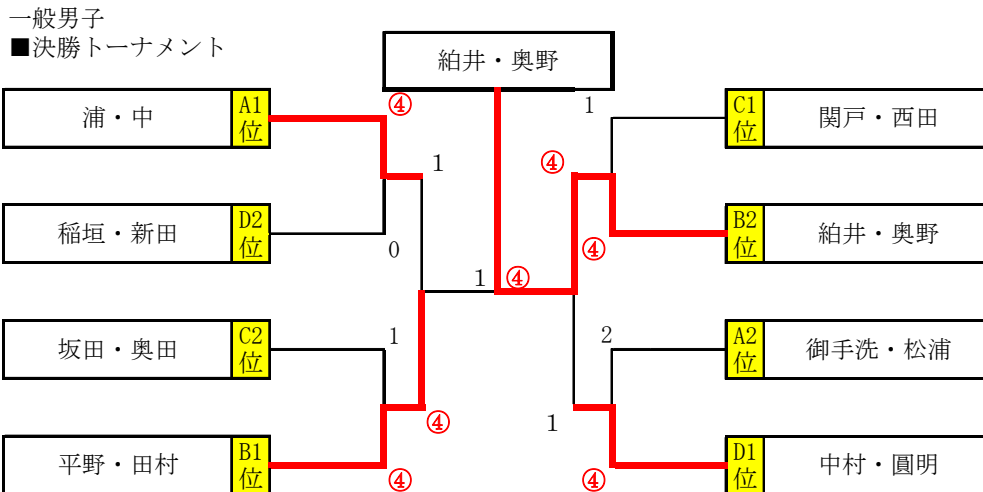 一般男子
■決勝トーナメント
紬井・奥野
浦・中
A1
位
④
1
C1
位
関戸・西田
1
④
稲垣・新田
D2
位
0
④
B2
位
紬井・奥野
1
④
坂田・奥田
C2
位
1
2
A2
位
御手洗・松浦
④
1
平野・田村
B1
位
④
④
D1
位
中村・圓明